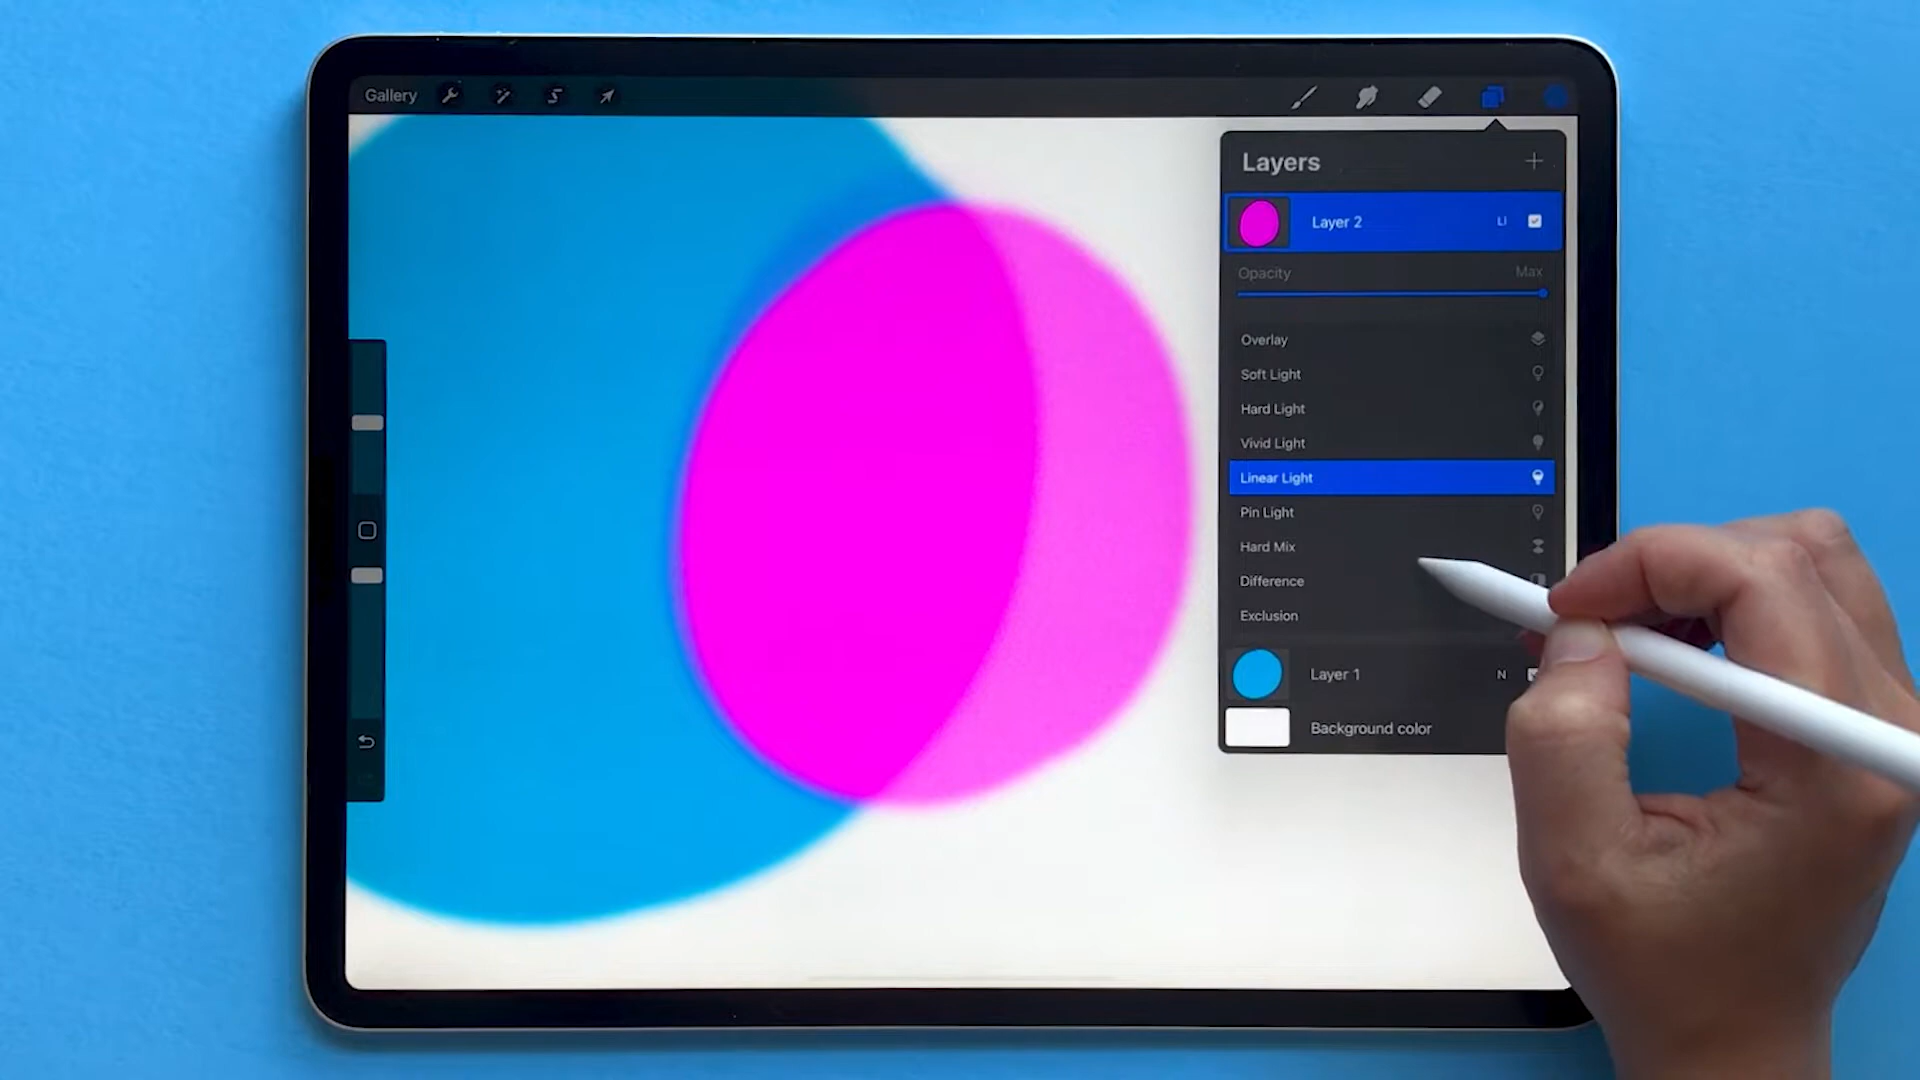 Gallery
Layers
Layer 2 LI
Opacity Max
Overlay
Soft Light
Hard Light
Vivid Light
Linear Light
Pin Light
Hard Mix
Difference
Exclusion
Layer 1 N
Background color